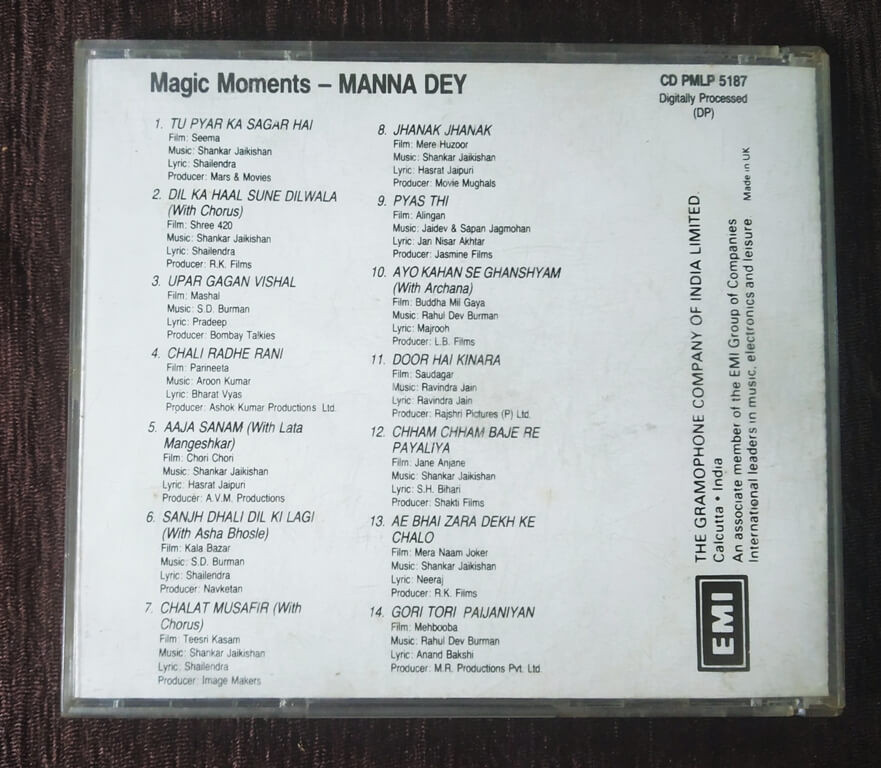 Magic Moments – MANNA DEY
CD PMLP 5187
Digitally Processed
(DP)
1. TU PYAR KA SAGAR HAI
Film: Seema
Music: Shankar Jaikishan
Lyric: Shailendra
Producer: Mars & Movies
2. DIL KA HAAL SUNE DILWALA
(With Chorus)
Film: Shree 420
Music: Shankar Jaikishan
Lyric: Shailendra
Producer: R.K. Films
3. UPAR GAGAN VISHAL
Film: Mashal
Music: S.D. Burman
Lyric: Pradeep
Producer: Bombay Talkies
4. CHALI RADHE RANI
Film: Parineeta
Music: Aroon Kumar
Lyric: Bharat Vyas
Producer: Ashok Kumar Productions Ltd.
5. AAJA SANAM (With Lata
Mangeshkar)
Film: Chori Chori
Music: Shankar Jaikishan
Lyric: Hasrat Jaipuri
Producer: A.V.M. Productions
6. SANJH DHALI DIL KI LAGI
(With Asha Bhosle)
Film: Kala Bazar
Music: S.D. Burman
Lyric: Shailendra
Producer: Navketan
7. CHALAT MUSAFIR (With
Chorus)
Film: Teesri Kasam
Music: Shankar Jaikishan
Lyric: Shailendra
Producer: Image Makers
8. JHANAK JHANAK
Film: Mere Huzoor
Music: Shankar Jaikishan
Lyric: Hasrat Jaipuri
Producer: Movie Mughals
9. PYAS THI
Film: Alingan
Music: Jaidev & Sapan Jagmohan
Lyric: Jan Nisar Akhtar
Producer: Jasmine Films
10. AYO KAHAN SE GHANSHYAM
(With Archana)
Film: Buddha Mil Gaya
Music: Rahul Dev Burman
Lyric: Majrooh
Producer: L.B. Films
11. DOOR HAI KINARA
Film: Saudagar
Music: Ravindra Jain
Lyric: Ravindra Jain
Producer: Rajshri Pictures (P) Ltd.
12. CHHAM CHHAM BAJE RE
PAYALIYA
Film: Jane Anjane
Music: Shankar Jaikishan
Lyric: S.H. Bihari
Producer: Shakti Films
13. AE BHAI ZARA DEKH KE
CHALO
Film: Mera Naam Joker
Music: Shankar Jaikishan
Lyric: Neeraj
Producer: R.K. Films
14. GORI TORI PAIJANIYAN
Film: Mehbooba
Music: Rahul Dev Burman
Lyric: Anand Bakshi
Producer: M.R. Productions Pvt. Ltd.
EMI
THE GRAMOPHONE COMPANY OF INDIA LIMITED.
Calcutta • India
An associate member of the EMI Group of Companies
International leaders in music, electronics and leisure
Made in UK